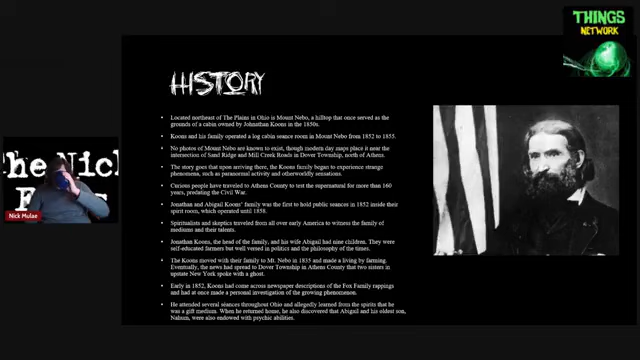 THINGS
NETWORK
HISTORY
• Located northeast of The Plains in Ohio is Mount Nebo, a hilltop that once served as the
grounds of a cabin owned by Johnathan Koons in the 1850s.
• Koons and his family operated a log cabin seance room in Mount Nebo from 1852 to 1855.
• No photos of Mount Nebo are known to exist, though modern day maps place it near the
intersection of Sand Ridge and Mill Creek Roads in Dover Township, north of Athens.
• The story goes that upon arriving there, the Koons family began to experience strange
phenomena, such as paranormal activity and otherworldly sensations.
• Curious people have traveled to Athens County to test the supernatural for more than 160
years, predating the Civil War.
• Jonathan and Abigail Koons' family was the first to hold public seances in 1852 inside their
spirit room, which operated until 1858.
• Spiritualists and skeptics traveled from all over early America to witness the family of
mediums and their talents.
• Jonathan Koons, the head of the family, and his wife Abigail had nine children. They were
self-educated farmers but well versed in politics and the philosophy of the times.
• The Koons moved with their family to Mt. Nebo in 1835 and made a living by farming.
Eventually, the news had spread to Dover Township in Athens County that two sisters in
upstate New York spoke with a ghost.
• Early in 1852, Koons had come across newspaper descriptions of the Fox Family rappings
and had at once made a personal investigation of the growing phenomenon.
• He attended several séances throughout Ohio and allegedly learned from the spirits that he
was a gift medium. When he returned home, he also discovered that Abigail and his oldest son,
Nahum, were also endowed with psychic abilities.
he Nick
Nick Mulae